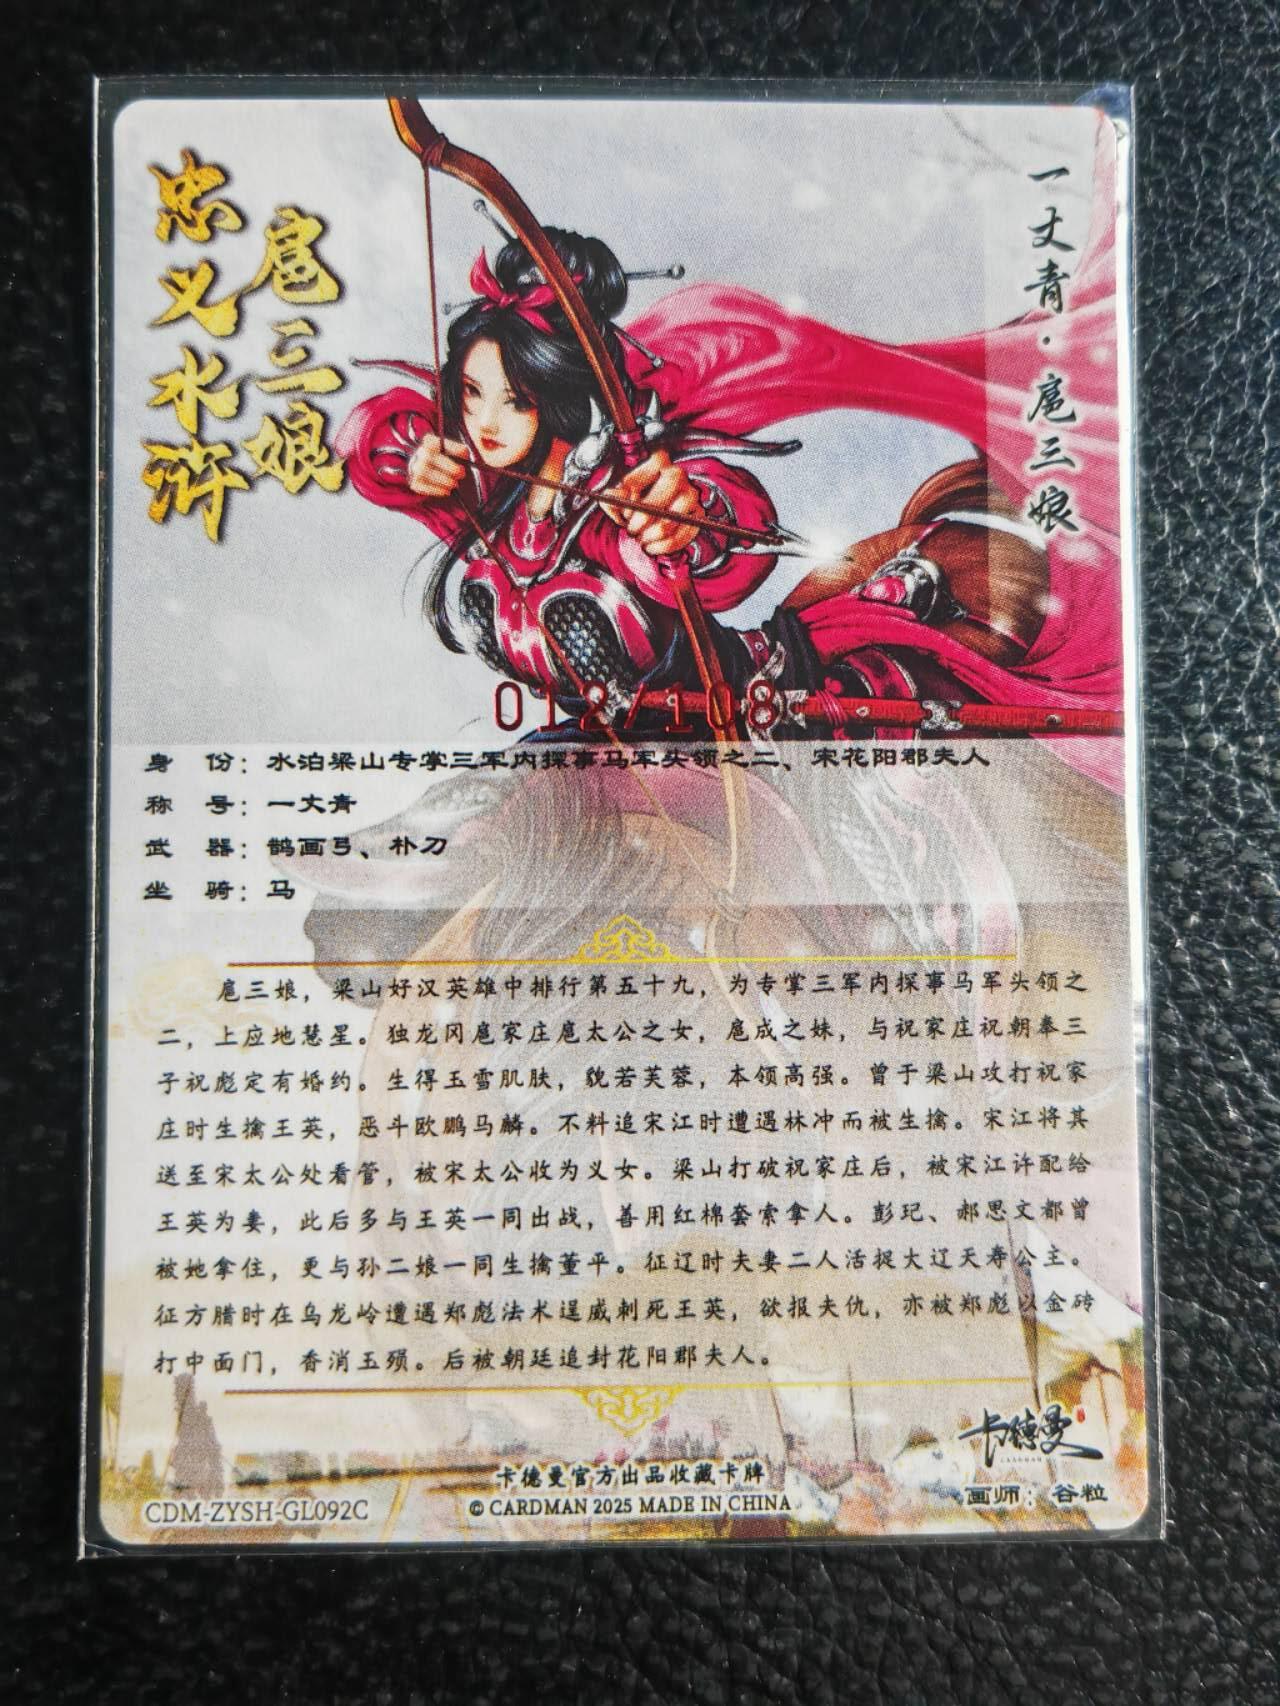 忠义水浒
扈三娘
一丈青·扈三娘
012/108
身 份：水泊梁山专掌三军内探事马军头领之二、宋花阳郡夫人
称 号：一丈青
武 器：鹊画弓、朴刀
坐 骑：马
扈三娘，梁山好汉英雄中排行第五十九，为专掌三军内探事马军头领之
二，上应地慧星。独龙冈扈家庄扈太公之女，扈成之妹，与祝家庄祝朝奉三
子祝彪定有婚约。生得玉雪肌肤，貌若芙蓉，本领高强。曾于梁山攻打祝家
庄时生擒王英，恶斗欧鹏马麟。不料追宋江时遭遇林冲而被生擒。宋江将其
送至宋太公处看管，被宋太公收为义女。梁山打破祝家庄后，被宋江许配给
王英为妻，此后多与王英一同出战，善用红棉套索拿人。彭玘、郝思文都曾
被她拿住，更与孙二娘一同生擒董平。征辽时夫妻二人活捉大辽天寿公主。
征方腊时在乌龙岭遭遇郑彪法术逞威刺死王英，欲报夫仇，亦被郑彪以金砖
打中面门，香消玉殒。后被朝廷追封花阳郡夫人。
卡德曼
CARDMAN
卡德曼官方出品收藏卡牌
CDM-ZYSH-GL092C
© CARDMAN 2025 MADE IN CHINA
画师：谷粒